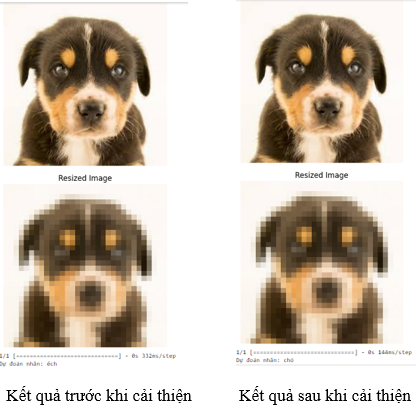 Resized Image
1/1 [==============================] - 0s 332ms/step
Dự đoán nhãn: ếch
Kết quả trước khi cải thiện
Resized Image
1/1 [==============================] - 0s 144ms/step
Dự đoán nhãn: chó
Kết quả sau khi cải thiện